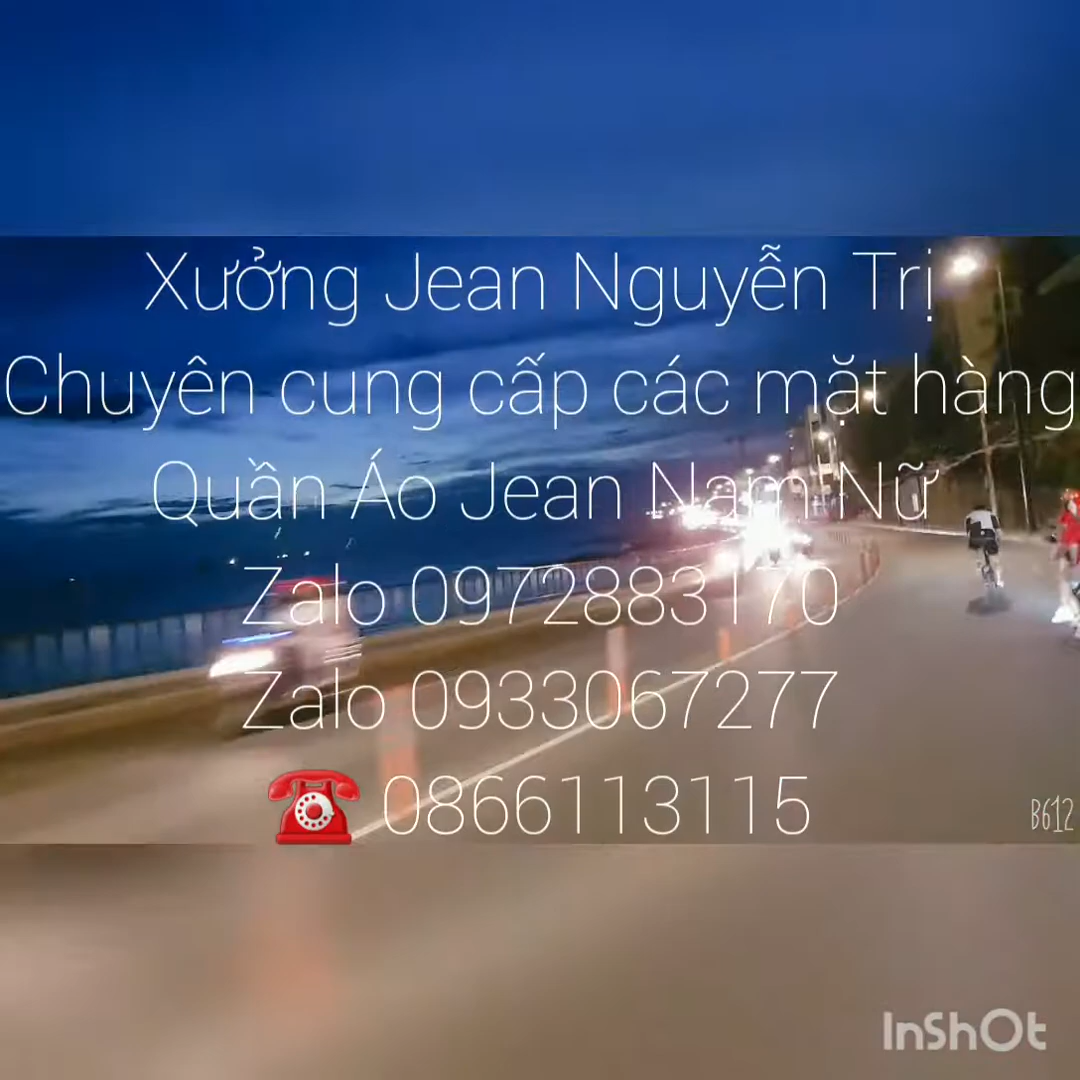 Xưởng Jean Nguyễn Trị
Chuyên cung cấp các mặt hàng
Quần Áo Jean Nam Nữ
Zalo 0972883170
Zalo 0933067277
☎ 0866113115
B612
InShOt